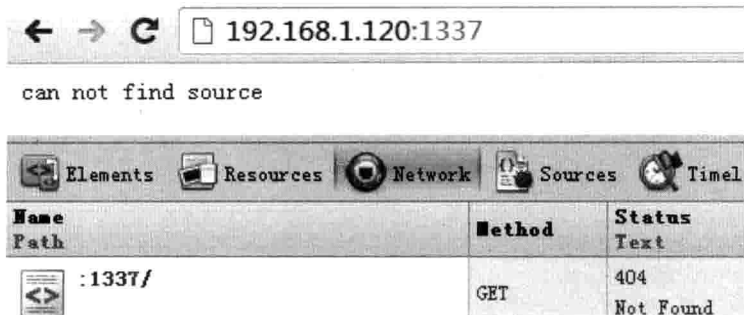 192.168.1.120:1337
can not find source
Elements Resources Network Sources Timel
Name Method Status
Path Text
:1337/ GET 404
Not Found